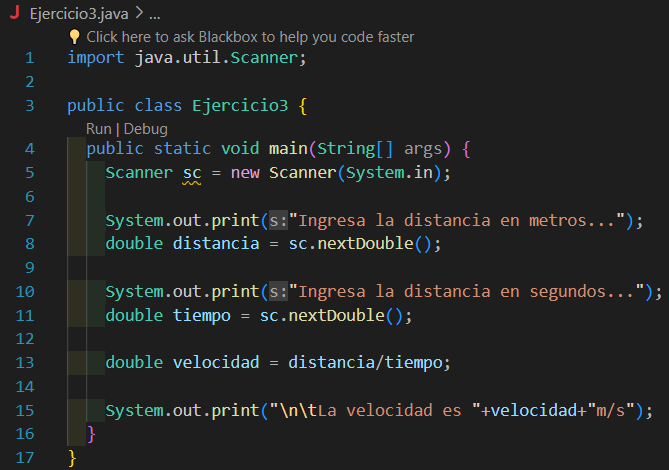 J Ejercicio3.java > ...
Click here to ask Blackbox to help you code faster
1 import java.util.Scanner;
2
3 public class Ejercicio3 {
Run | Debug
4 public static void main(String[] args) {
5 Scanner sc = new Scanner(System.in);
6
7 System.out.print(s:"Ingresa la distancia en metros...");
8 double distancia = sc.nextDouble();
9
10 System.out.print(s:"Ingresa la distancia en segundos...");
11 double tiempo = sc.nextDouble();
12
13 double velocidad = distancia/tiempo;
14
15 System.out.print("\n\tLa velocidad es "+velocidad+"m/s");
16 }
17 }